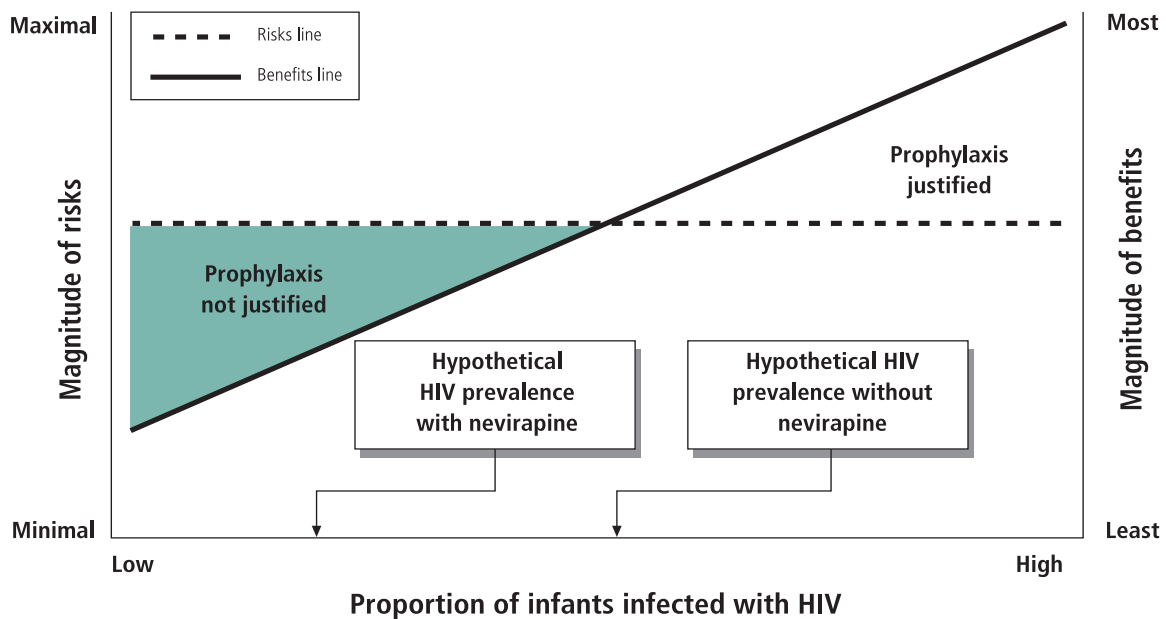 Maximal
Risks line
Benefits line
Most
Prophylaxis
justified
Magnitude of risks
Magnitude of benefits
Prophylaxis
not justified
Hypothetical
HIV prevalence
with nevirapine
Hypothetical HIV
prevalence without
nevirapine
Minimal
Least
Low
High
Proportion of infants infected with HIV